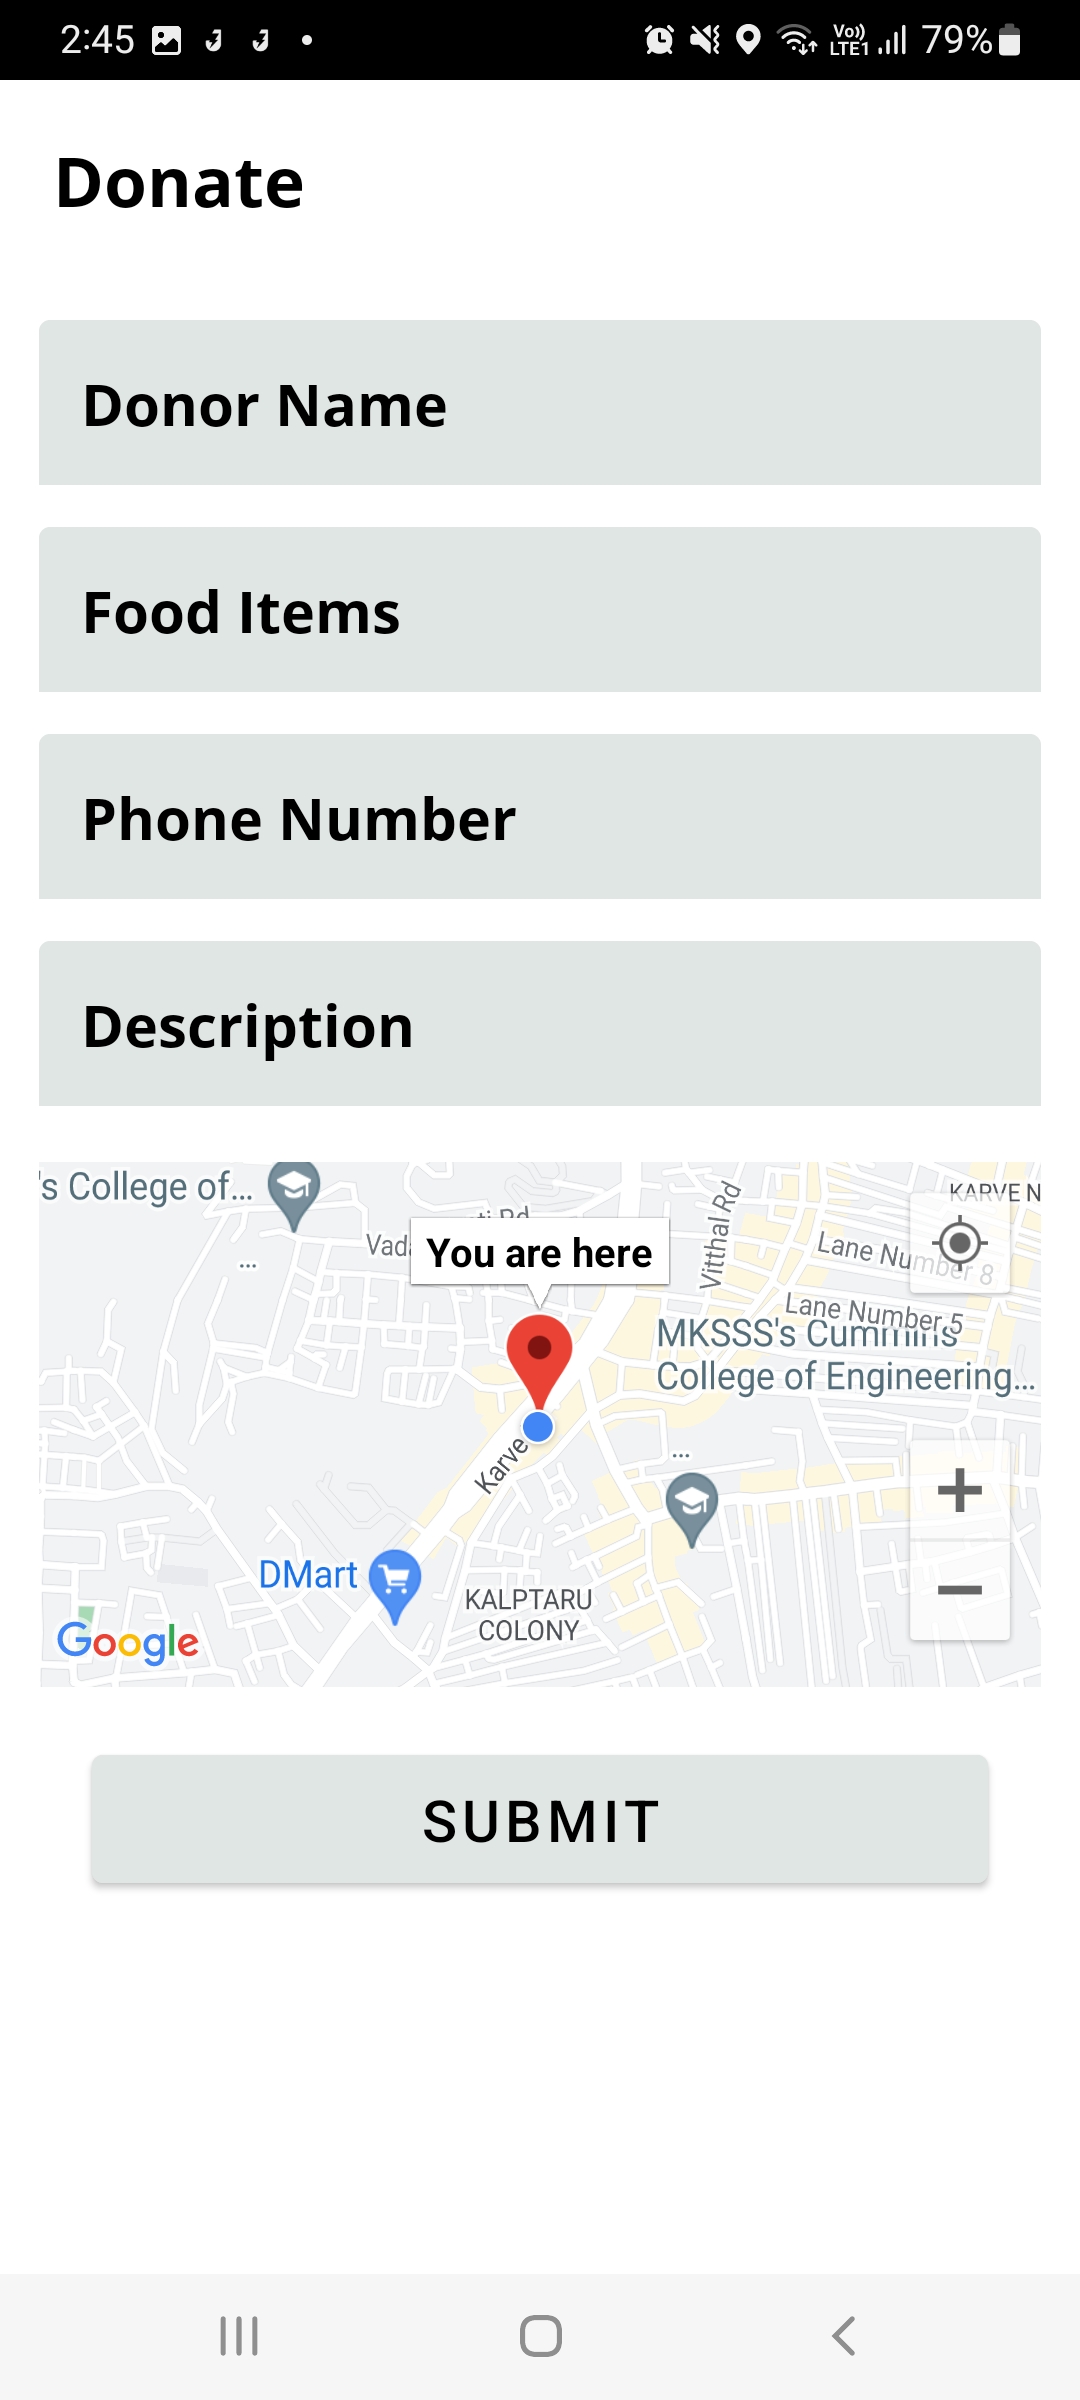 2:45
Vo))
LTE1
79%
Donate
Donor Name
Food Items
Phone Number
Description
's College of...
KARVE N
Vitthal Rd
You are here
Lane Number 8
Lane Number 5
MKSSS's Cummins
College of Engineering...
...
Karve
...
DMart
KALPTARU
COLONY
Google
SUBMIT